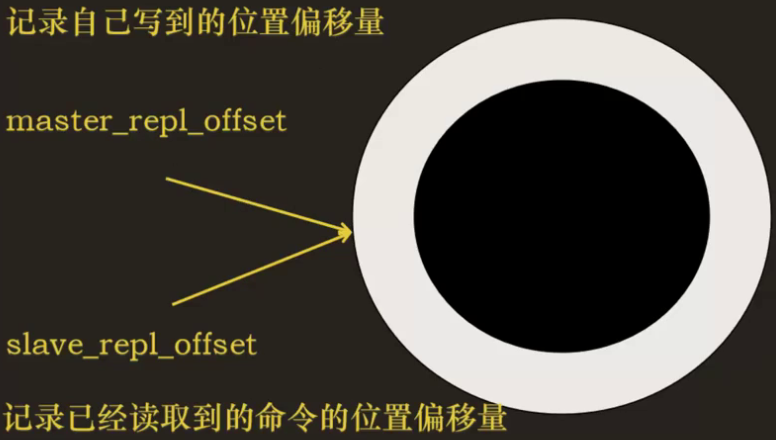 记录自己写到的位置偏移量
master_repl_offset
slave_repl_offset
记录已经读取到的命令的位置偏移量